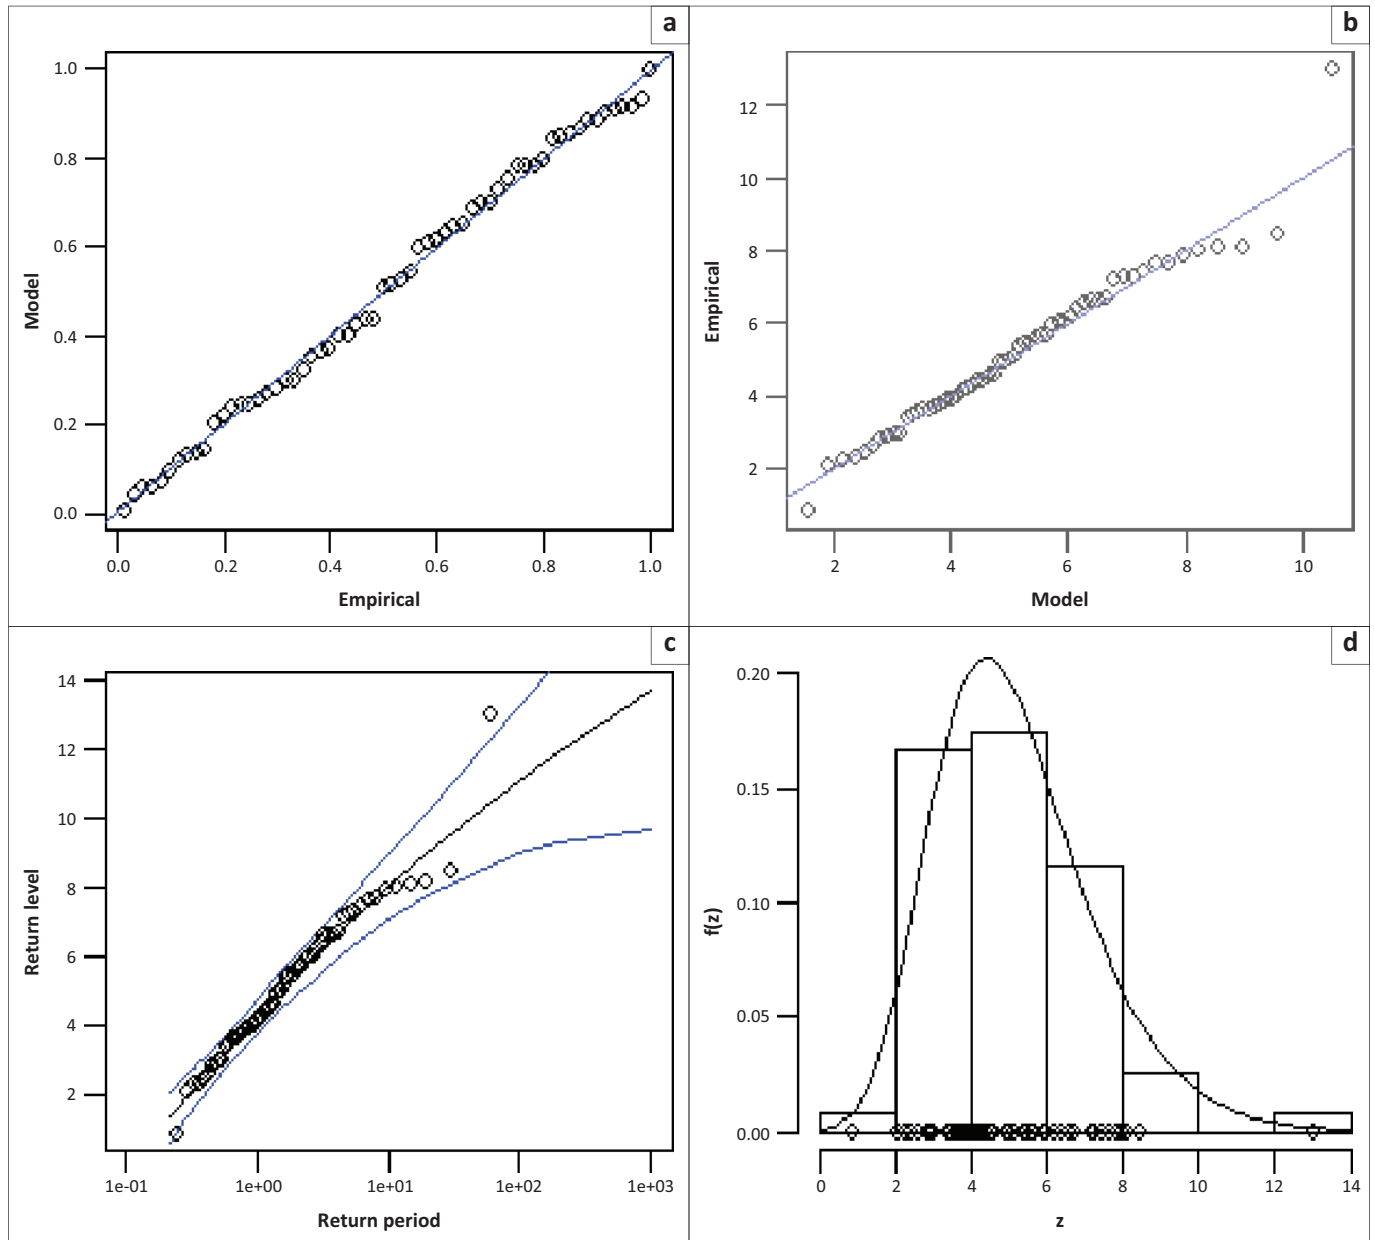 a
1.0
0.8
0.6
0.4
0.2
0.0
Model
0.0 0.2 0.4 0.6 0.8 1.0
Empirical
b
12
10
8
6
4
2
Empirical
2 4 6 8 10
Model
c
14
12
10
8
6
4
2
Return level
1e-01 1e+00 1e+01 1e+02 1e+03
Return period
d
0.20
0.15
0.10
0.05
0.00
f(z)
0 2 4 6 8 10 12 14
z